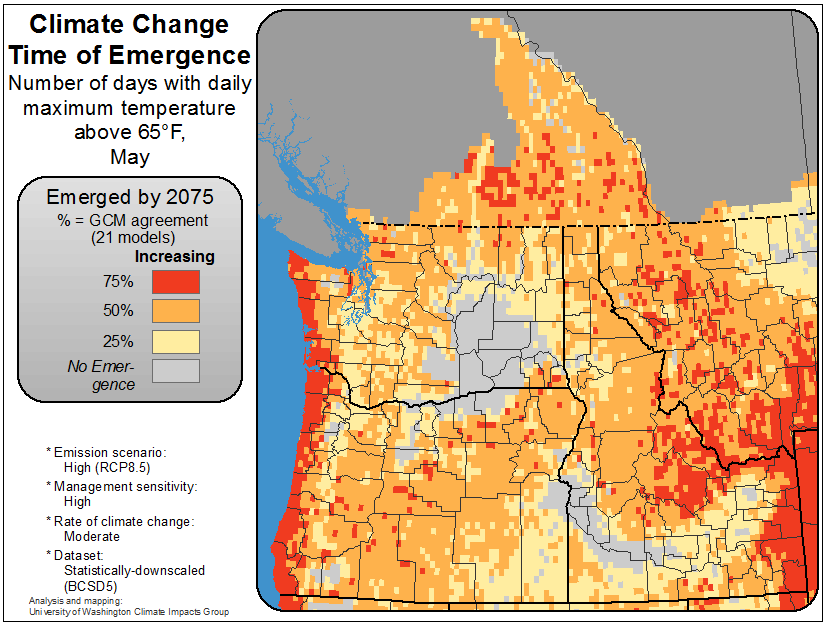 Climate Change
Time of Emergence
Number of days with daily
maximum temperature
above 65°F,
May
Emerged by 2075
% = GCM agreement
(21 models)
Increasing
75%
50%
25%
No Emer-
gence
* Emission scenario:
High (RCP8.5)
* Management sensitivity:
High
* Rate of climate change:
Moderate
* Dataset:
Statistically-downscaled
(BCSD5)
Analysis and mapping:
University of Washington Climate Impacts Group